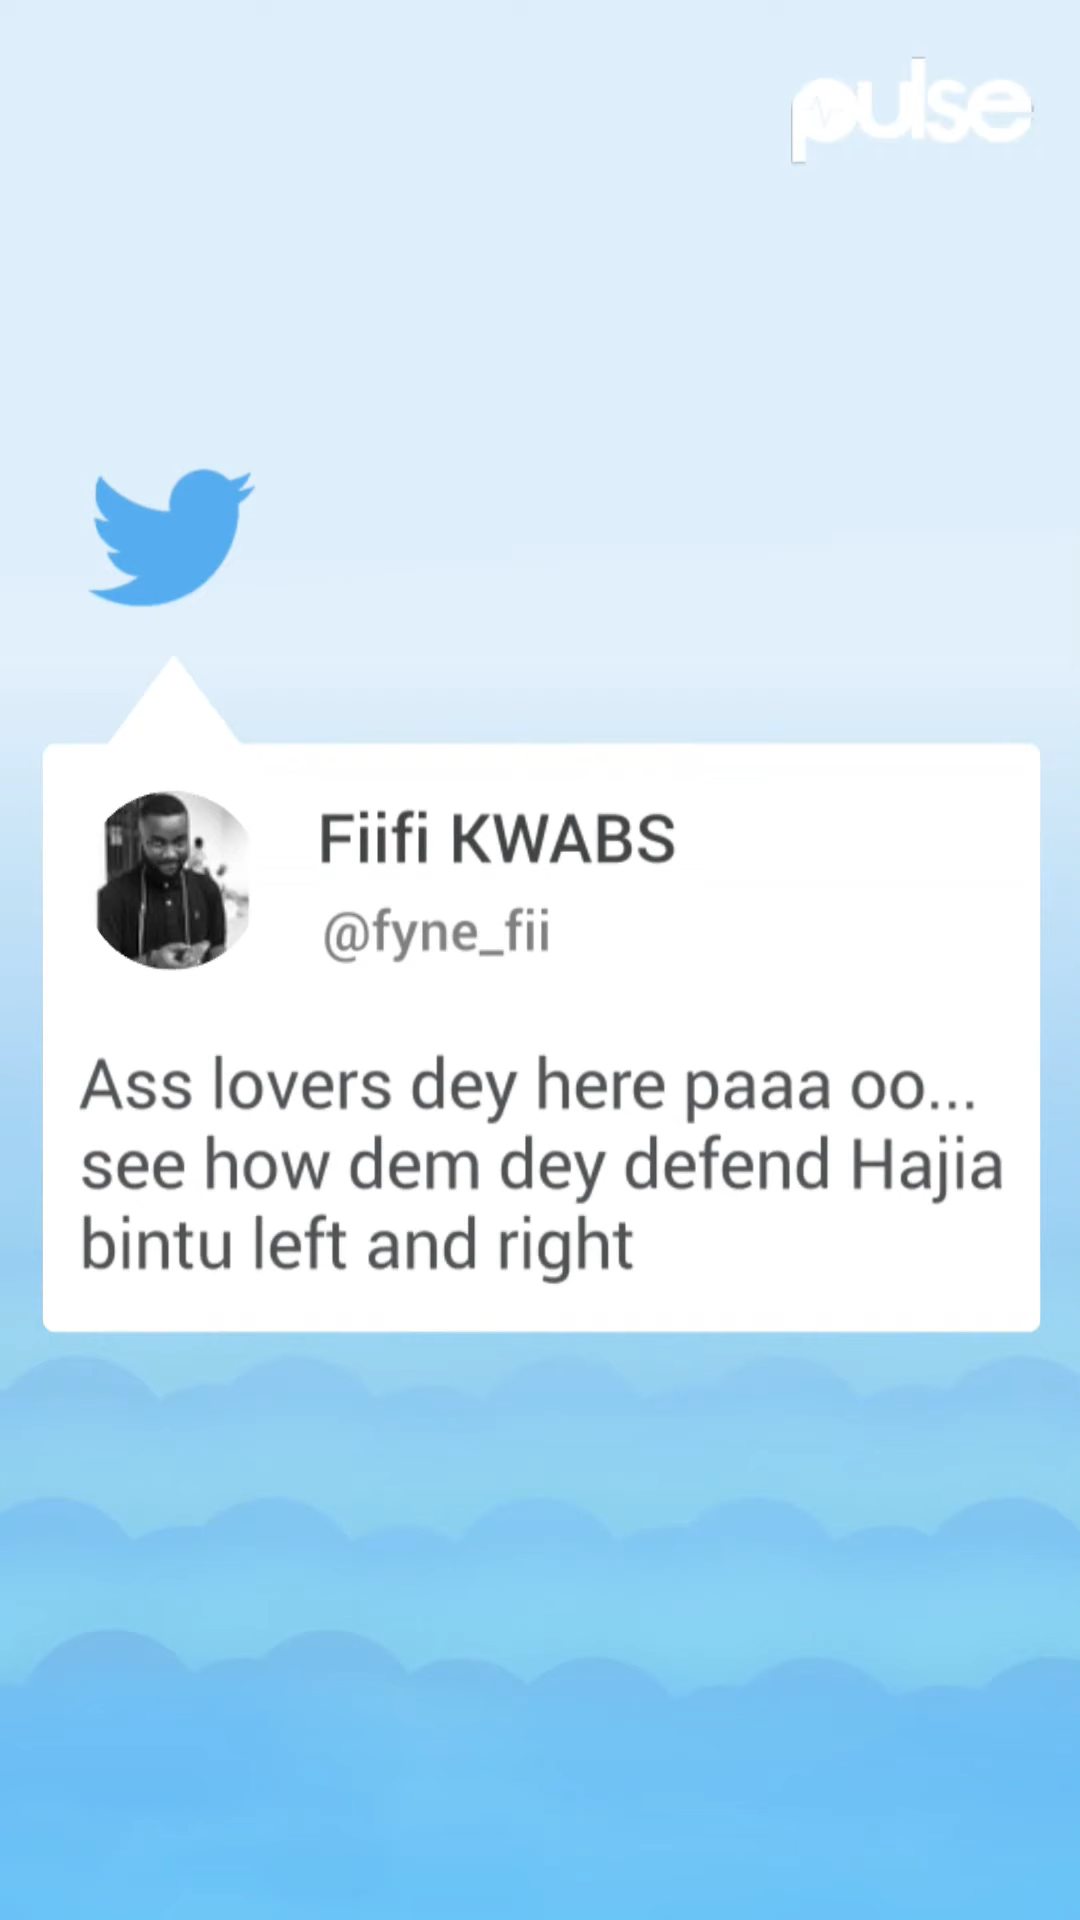 pulse
Fiifi KWABS
@fyne_fii
Ass lovers dey here paaa oo...
see how dem dey defend Hajia
bintu left and right